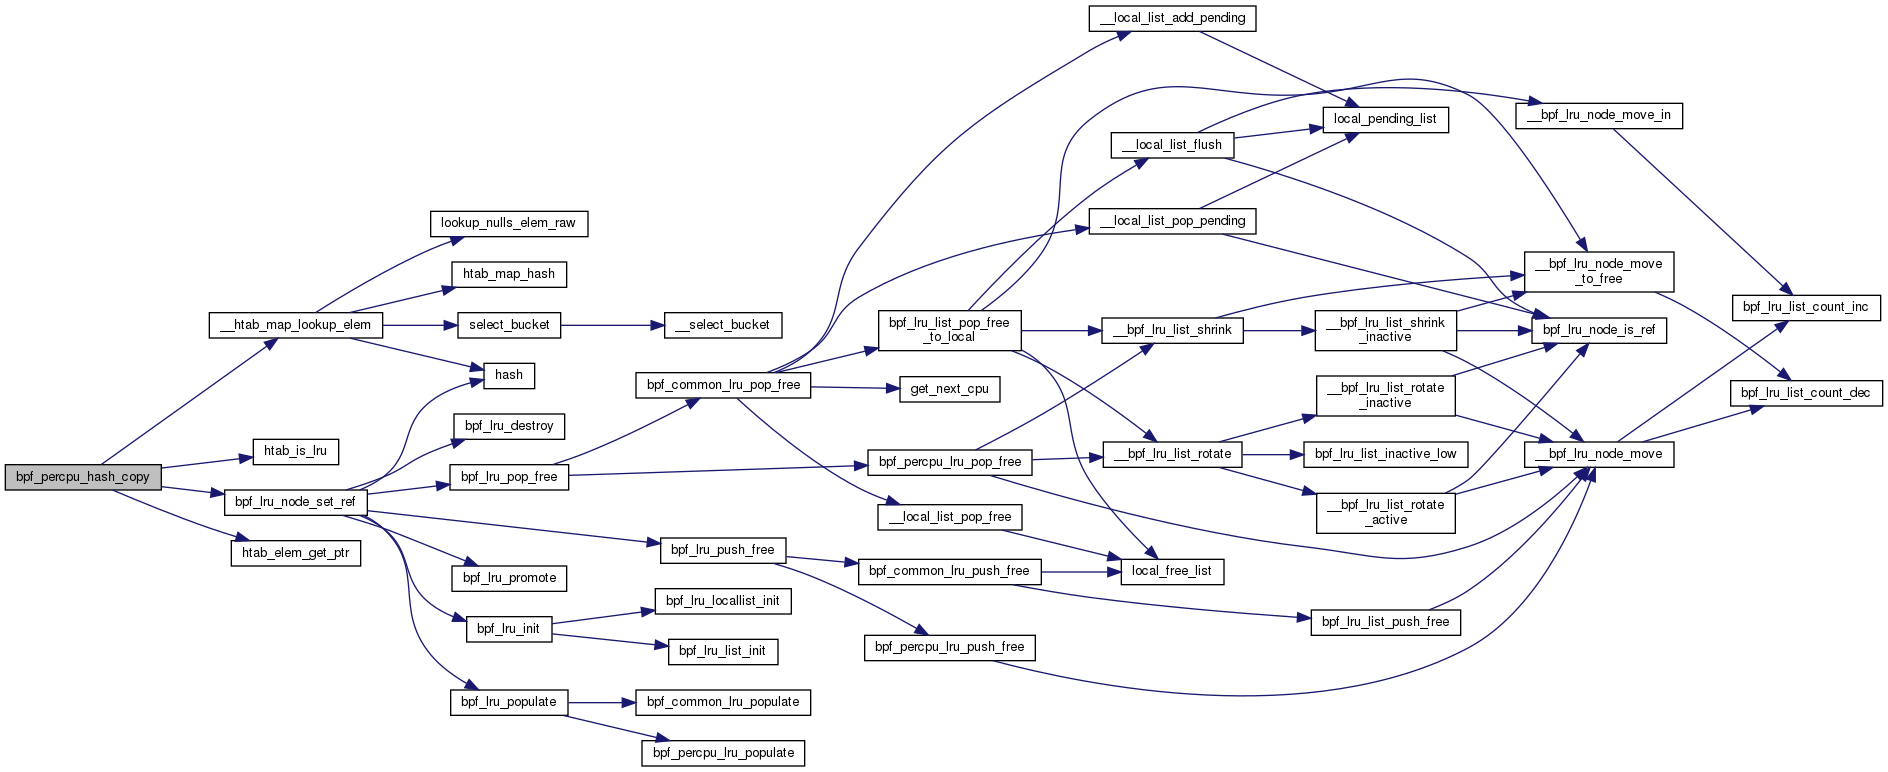 __local_list_add_pending
local_pending_list
__bpf_lru_node_move_in
__local_list_flush
lookup_nulls_elem_raw
__local_list_pop_pending
htab_map_hash
__bpf_lru_node_move
_to_free
bpf_lru_list_count_inc
__htab_map_lookup_elem
select_bucket
__select_bucket
bpf_lru_list_pop_free
_to_local
__bpf_lru_list_shrink
__bpf_lru_list_shrink
_inactive
bpf_lru_node_is_ref
hash
bpf_common_lru_pop_free
get_next_cpu
__bpf_lru_list_rotate
_inactive
bpf_lru_list_count_dec
bpf_lru_destroy
htab_is_lru
bpf_percpu_hash_copy
bpf_lru_pop_free
bpf_percpu_lru_pop_free
__bpf_lru_list_rotate
bpf_lru_list_inactive_low
__bpf_lru_node_move
bpf_lru_node_set_ref
__local_list_pop_free
__bpf_lru_list_rotate
_active
htab_elem_get_ptr
bpf_lru_push_free
bpf_lru_promote
bpf_common_lru_push_free
local_free_list
bpf_lru_locallist_init
bpf_lru_init
bpf_lru_list_push_free
bpf_lru_list_init
bpf_percpu_lru_push_free
bpf_lru_populate
bpf_common_lru_populate
bpf_percpu_lru_populate